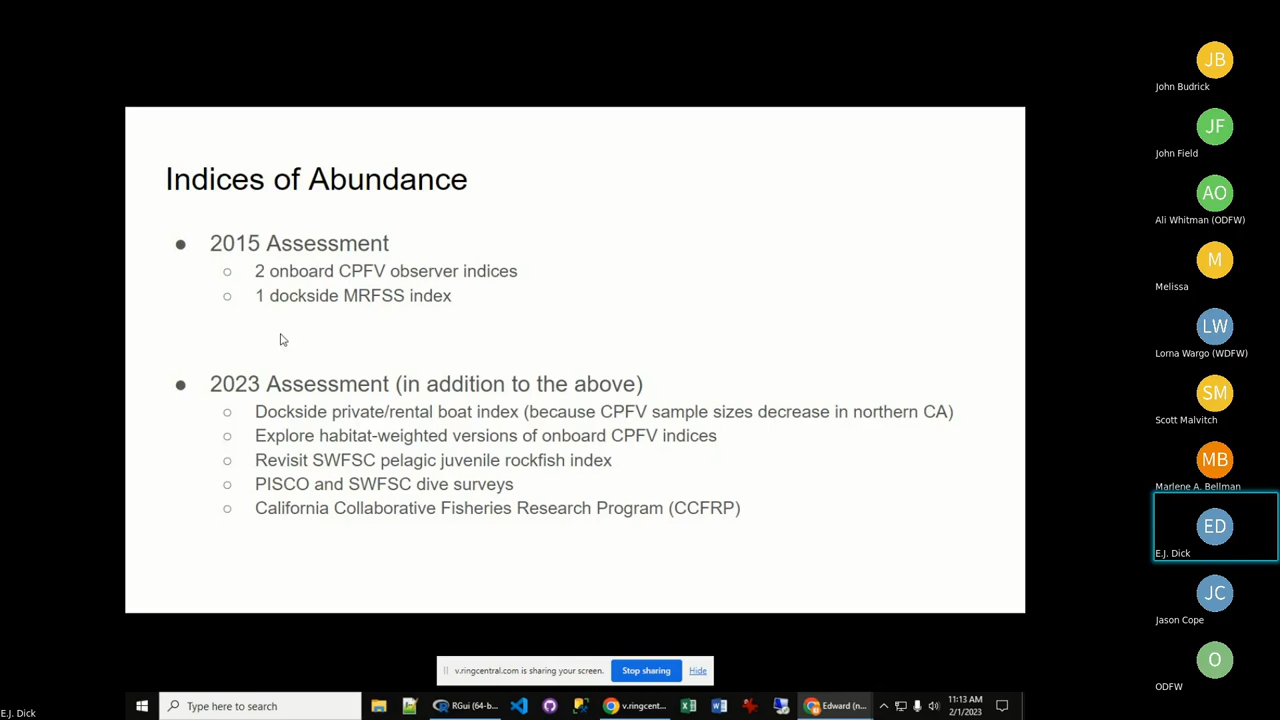 Indices of Abundance
● 2015 Assessment
○ 2 onboard CPFV observer indices
○ 1 dockside MRFSS index
● 2023 Assessment (in addition to the above)
○ Dockside private/rental boat index (because CPFV sample sizes decrease in northern CA)
○ Explore habitat-weighted versions of onboard CPFV indices
○ Revisit SWFSC pelagic juvenile rockfish index
○ PISCO and SWFSC dive surveys
○ California Collaborative Fisheries Research Program (CCFRP)
JB
John Budrick
JF
John Field
AO
Ali Whitman (ODFW)
M
Melissa
LW
Lorna Wargo (WDFW)
SM
Scott Malvitch
MB
Marlene A. Bellman
ED
E.J. Dick
JC
Jason Cope
O
ODFW
v.ringcentral.com is sharing your screen. Stop sharing Hide
Type here to search
RGui (64-b...
v.ringcent...
Edward (n...
11:13 AM
2/1/2023
E.J. Dick